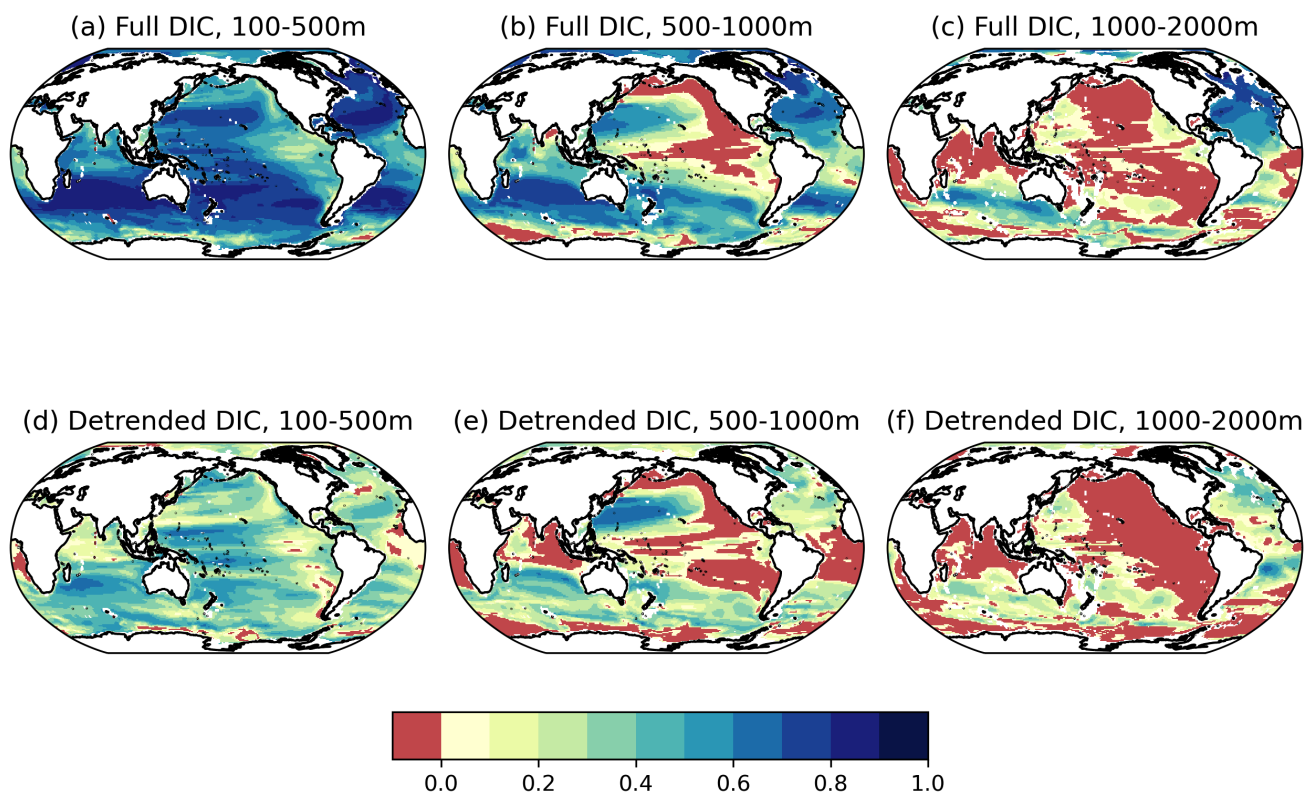 (a) Full DIC, 100-500m
(b) Full DIC, 500-1000m
(c) Full DIC, 1000-2000m
(d) Detrended DIC, 100-500m
(e) Detrended DIC, 500-1000m
(f) Detrended DIC, 1000-2000m
0.0 0.2 0.4 0.6 0.8 1.0